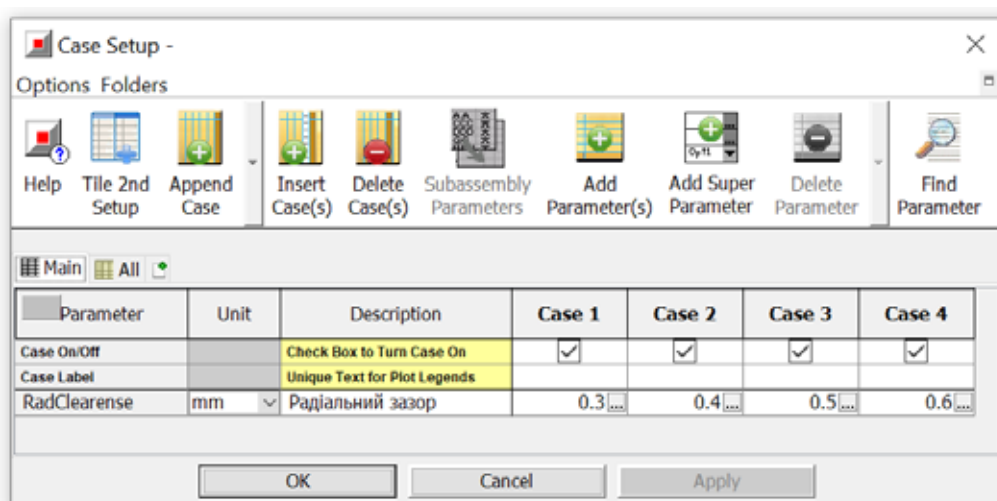 Case Setup -
Options Folders
Help Tile 2nd Setup Append Case Insert Case(s) Delete Case(s) Subassembly Parameters Add Parameter(s) Add Super Parameter Delete Parameter Find Parameter
Main All
Parameter Unit Description Case 1 Case 2 Case 3 Case 4
Case On/Off Check Box to Turn Case On
Case Label Unique Text for Plot Legends
RadClearense mm Радіальний зазор 0.3 ... 0.4 ... 0.5 ... 0.6 ...
OK Cancel Apply